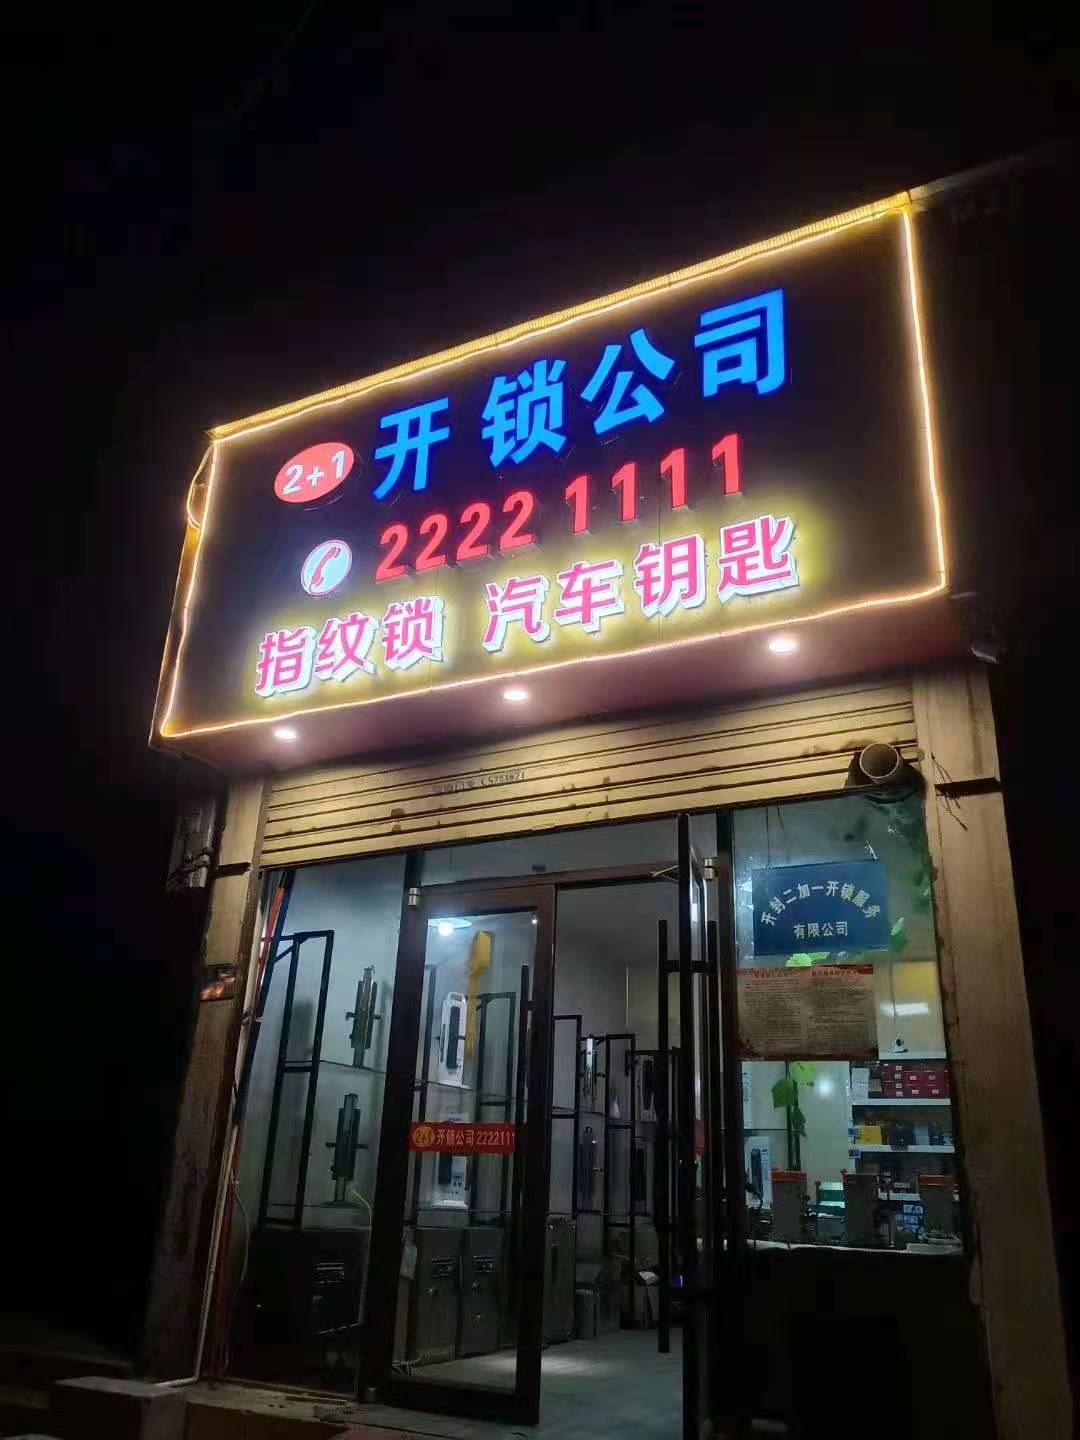 2+1 开锁公司
2222 1111
指纹锁 汽车钥匙
开封二加一开锁服务
有限公司
2+1 开锁公司 2222111